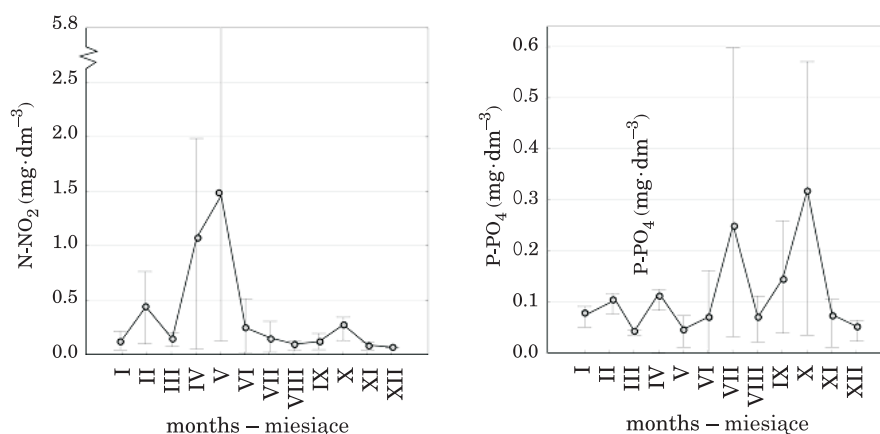 5.8
2.5
2.0
1.5
1.0
0.5
0.0
N-NO₂ (mg·dm⁻³)
I II III IV V VI VII VIII IX X XI XII
months – miesiące
0.6
0.5
0.4
0.3
0.2
0.1
0.0
P-PO₄ (mg·dm⁻³)
P-PO₄ (mg·dm⁻³)
I II III IV V VI VII VIII IX X XI XII
months – miesiące